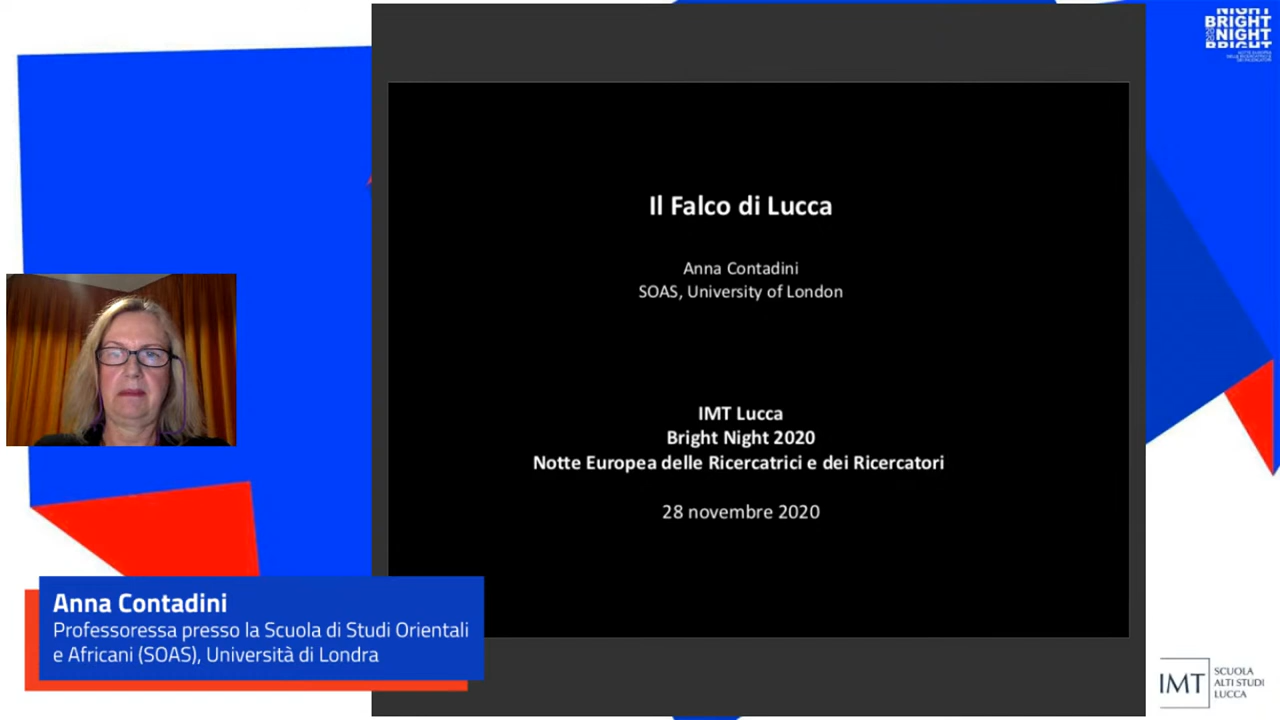 NIGHT
BRIGHT
NIGHT
BRIGHT
Il Falco di Lucca
Anna Contadini
SOAS, University of London
IMT Lucca
Bright Night 2020
Notte Europea delle Ricercatrici e dei Ricercatori
28 novembre 2020
Anna Contadini
Professoressa presso la Scuola di Studi Orientali
e Africani (SOAS), Università di Londra
IMT
SCUOLA
ALTI STUDI
LUCCA